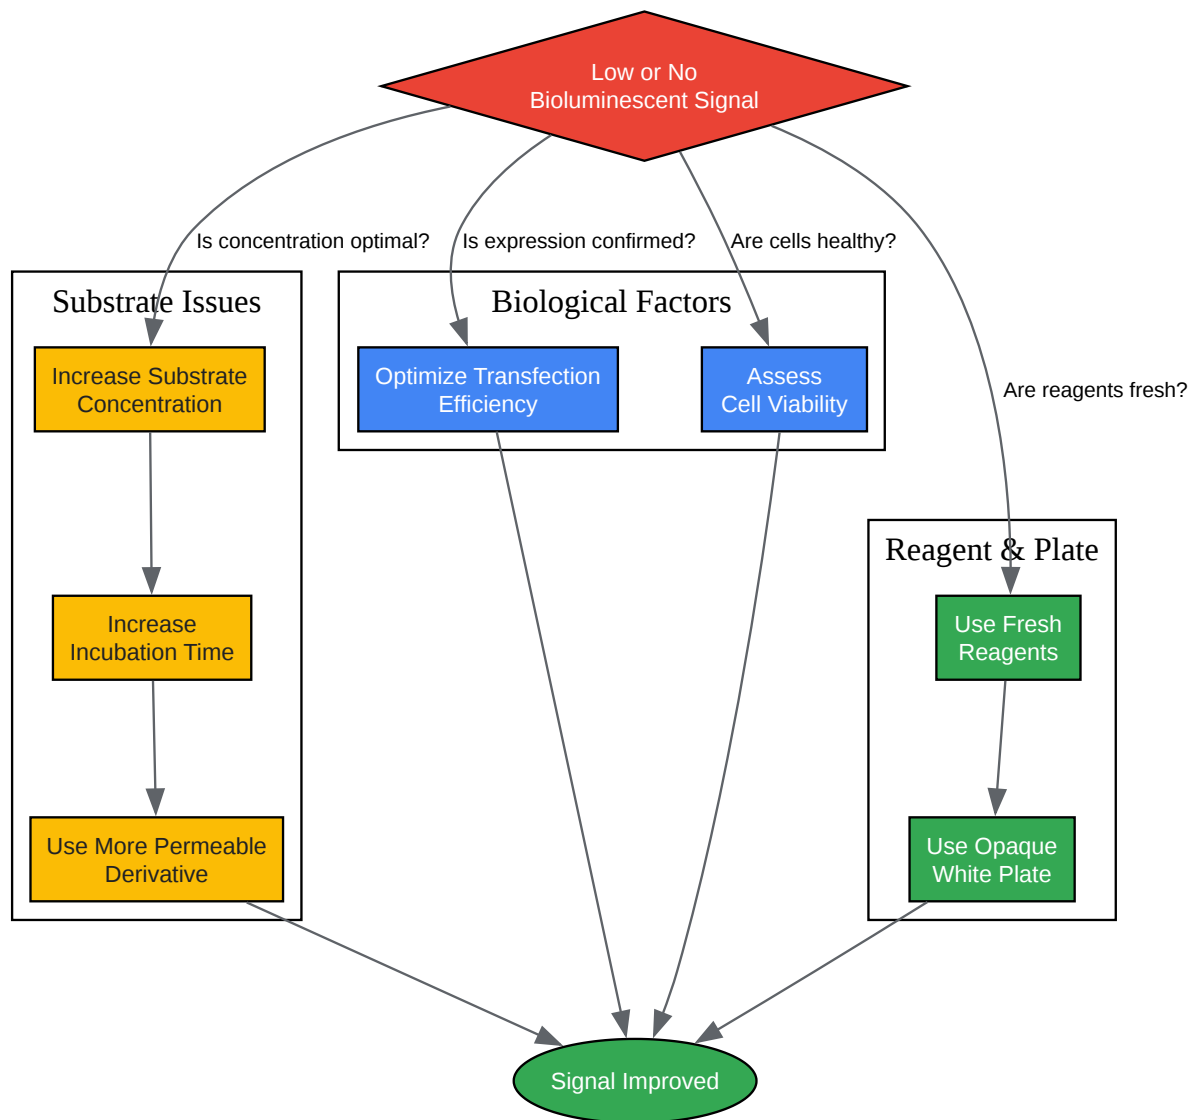 Low or No
Bioluminescent Signal
Is concentration optimal?
Is expression confirmed?
Are cells healthy?
Substrate Issues
Biological Factors
Increase Substrate
Concentration
Optimize Transfection
Efficiency
Assess
Cell Viability
Are reagents fresh?
Reagent & Plate
Increase
Incubation Time
Use Fresh
Reagents
Use More Permeable
Derivative
Use Opaque
White Plate
Signal Improved